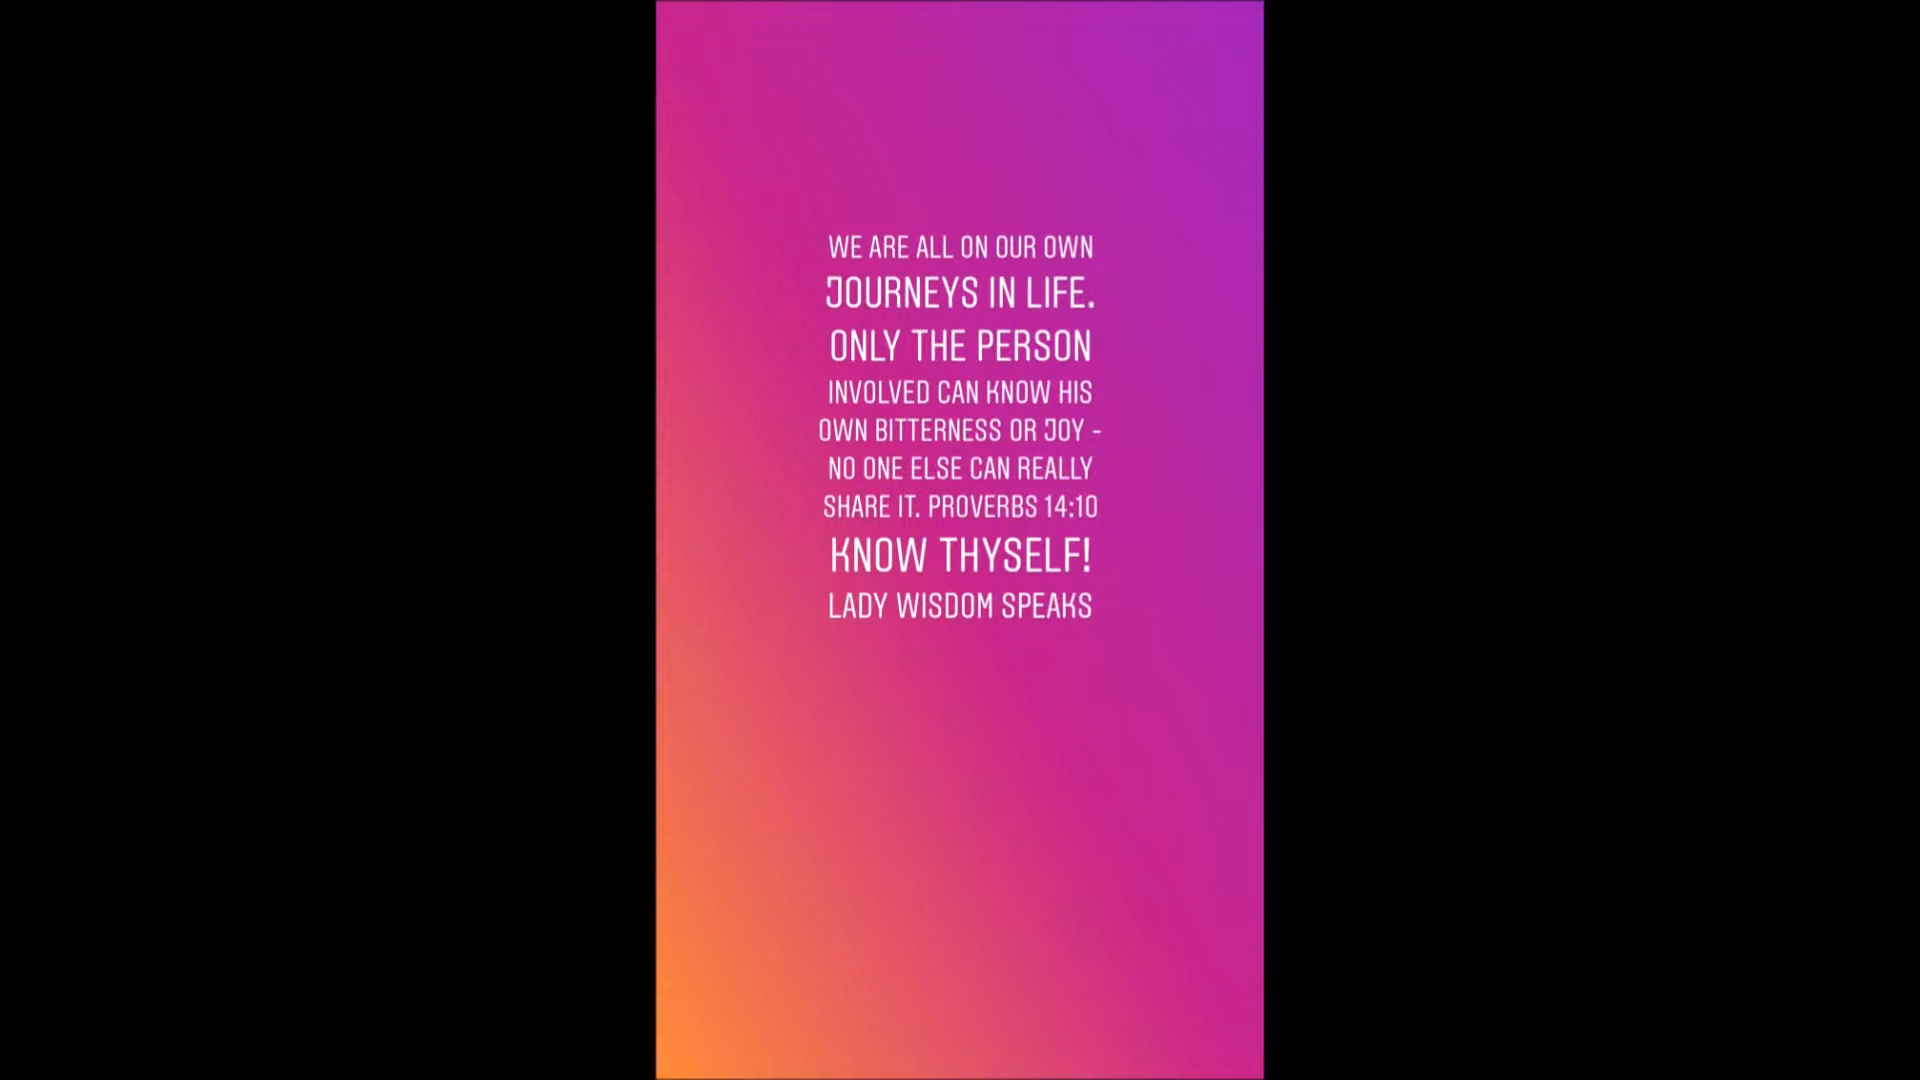 WE ARE ALL ON OUR OWN
JOURNEYS IN LIFE.
ONLY THE PERSON
INVOLVED CAN KNOW HIS
OWN BITTERNESS OR JOY -
NO ONE ELSE CAN REALLY
SHARE IT. PROVERBS 14:10
KNOW THYSELF!
LADY WISDOM SPEAKS